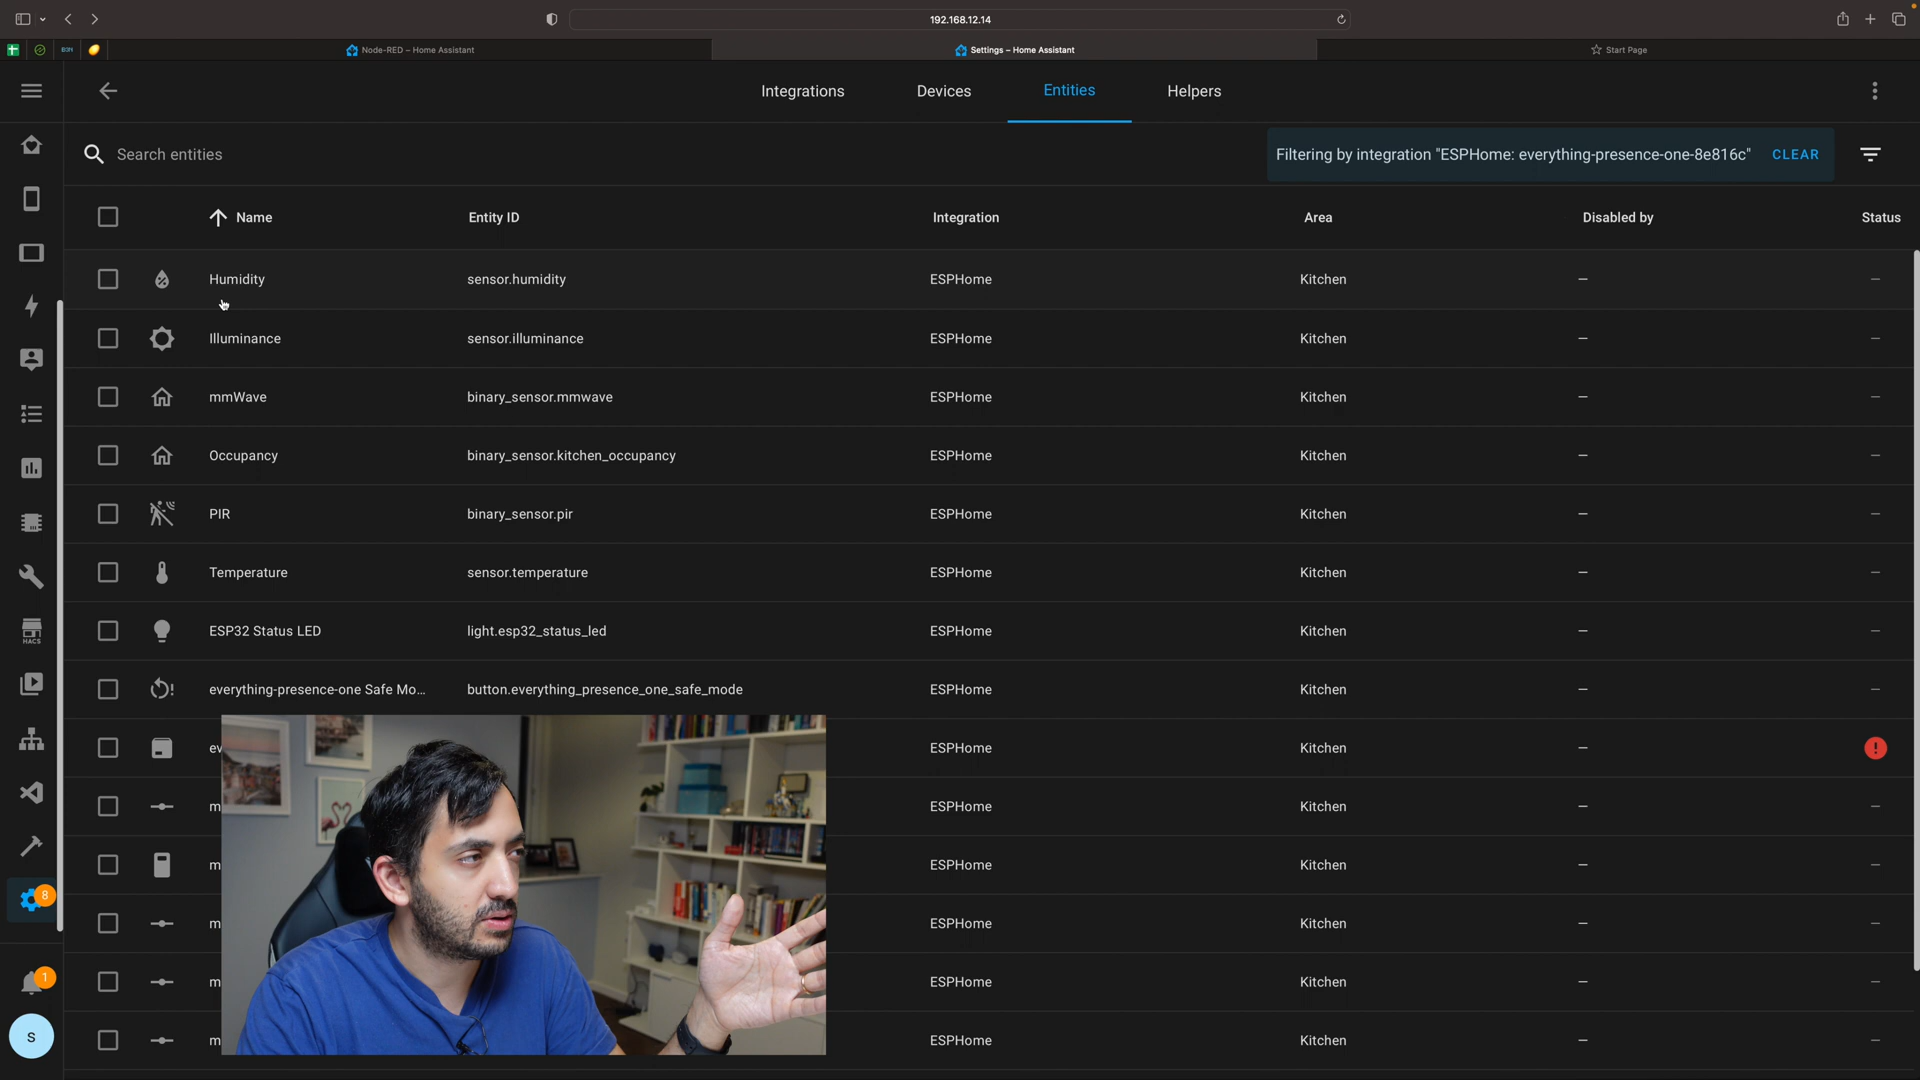 192.168.12.14
Node-RED – Home Assistant
Settings – Home Assistant
Start Page
Integrations
Devices
Entities
Helpers
Search entities
Filtering by integration "ESPHome: everything-presence-one-8e816c" CLEAR
Name Entity ID Integration Area Disabled by Status
Humidity sensor.humidity ESPHome Kitchen –
Illuminance sensor.illuminance ESPHome Kitchen –
mmWave binary_sensor.mmwave ESPHome Kitchen –
Occupancy binary_sensor.kitchen_occupancy ESPHome Kitchen –
PIR binary_sensor.pir ESPHome Kitchen –
Temperature sensor.temperature ESPHome Kitchen –
ESP32 Status LED light.esp32_status_led ESPHome Kitchen –
HACS
everything-presence-one Safe Mo... button.everything_presence_one_safe_mode ESPHome Kitchen –
ev ESPHome Kitchen –
m ESPHome Kitchen –
m ESPHome Kitchen –
8
m ESPHome Kitchen –
1
m ESPHome Kitchen –
S
m ESPHome Kitchen –